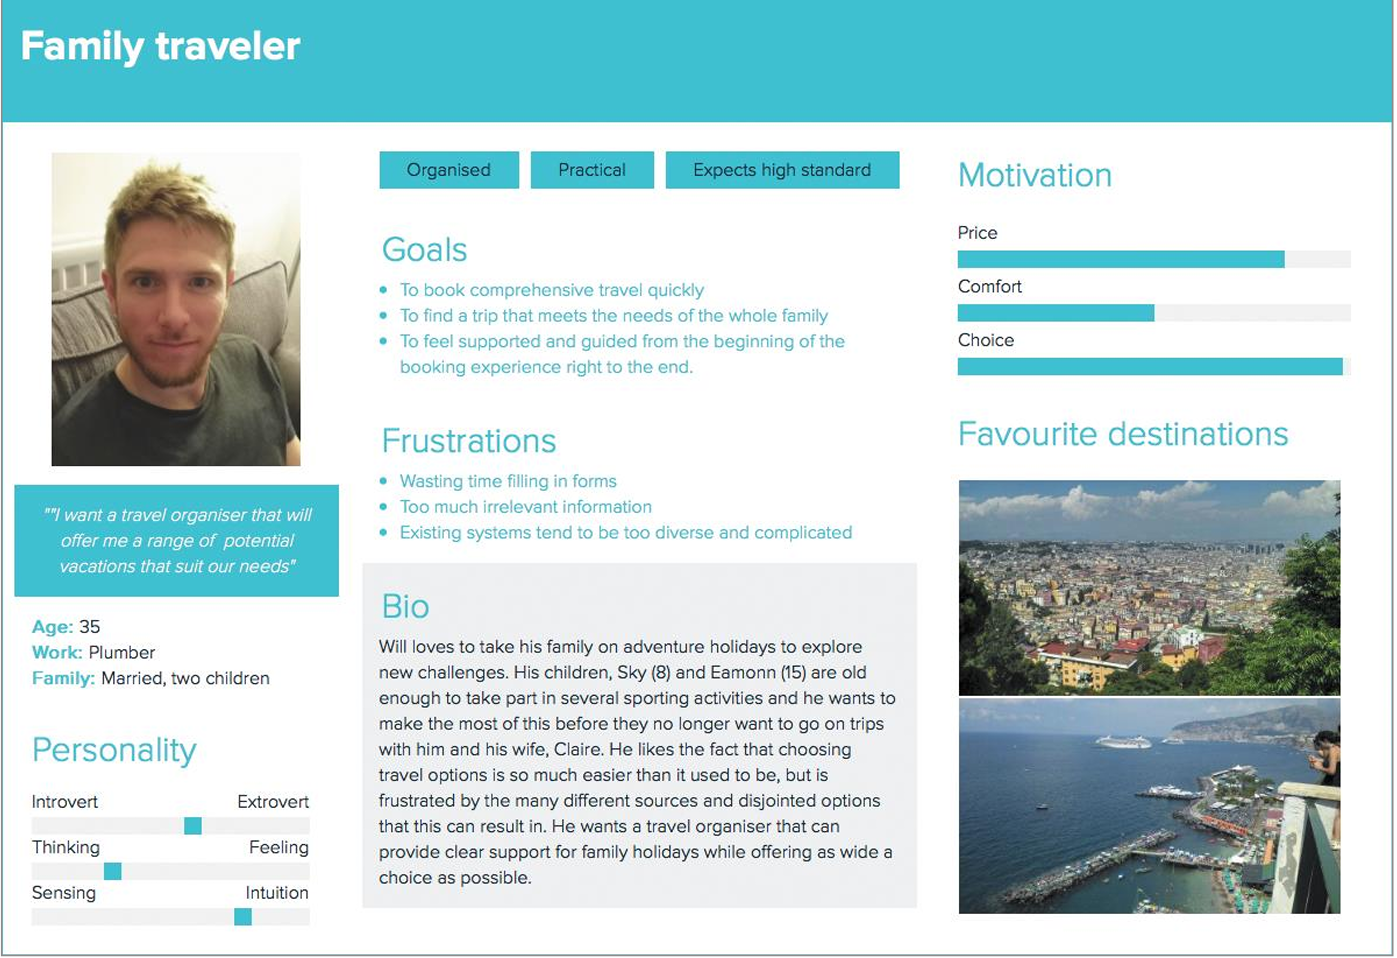 Family traveler
Organised
Practical
Expects high standard
Goals
• To book comprehensive travel quickly
• To find a trip that meets the needs of the whole family
• To feel supported and guided from the beginning of the
booking experience right to the end.
Frustrations
• Wasting time filling in forms
• Too much irrelevant information
• Existing systems tend to be too diverse and complicated
Bio
Will loves to take his family on adventure holidays to explore
new challenges. His children, Sky (8) and Eamonn (15) are old
enough to take part in several sporting activities and he wants to
make the most of this before they no longer want to go on trips
with him and his wife, Claire. He likes the fact that choosing
travel options is so much easier than it used to be, but is
frustrated by the many different sources and disjointed options
that this can result in. He wants a travel organiser that can
provide clear support for family holidays while offering as wide a
choice as possible.
""I want a travel organiser that will
offer me a range of  potential
vacations that suit our needs"
Age: 35
Work: Plumber
Family: Married, two children
Personality
Introvert Extrovert
Thinking Feeling
Sensing Intuition
Motivation
Price
Comfort
Choice
Favourite destinations